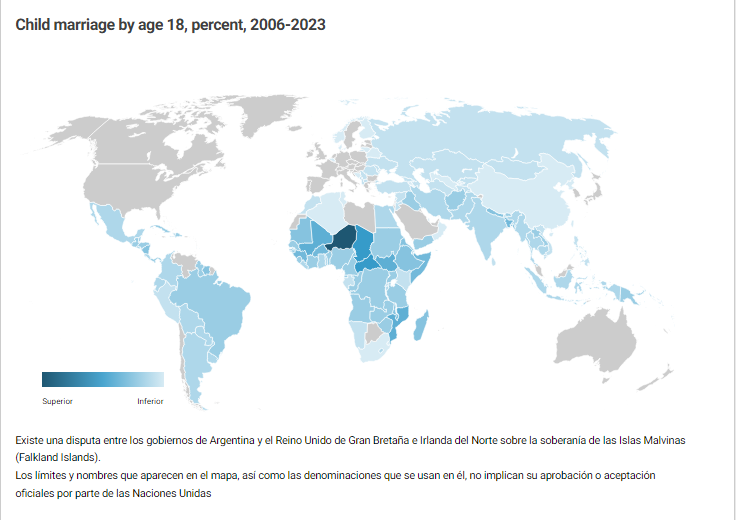 Child marriage by age 18, percent, 2006-2023
Superior
Inferior
Existe una disputa entre los gobiernos de Argentina y el Reino Unido de Gran Bretaña e Irlanda del Norte sobre la soberanía de las Islas Malvinas
(Falkland Islands).
Los límites y nombres que aparecen en el mapa, así como las denominaciones que se usan en él, no implican su aprobación o aceptación
oficiales por parte de las Naciones Unidas